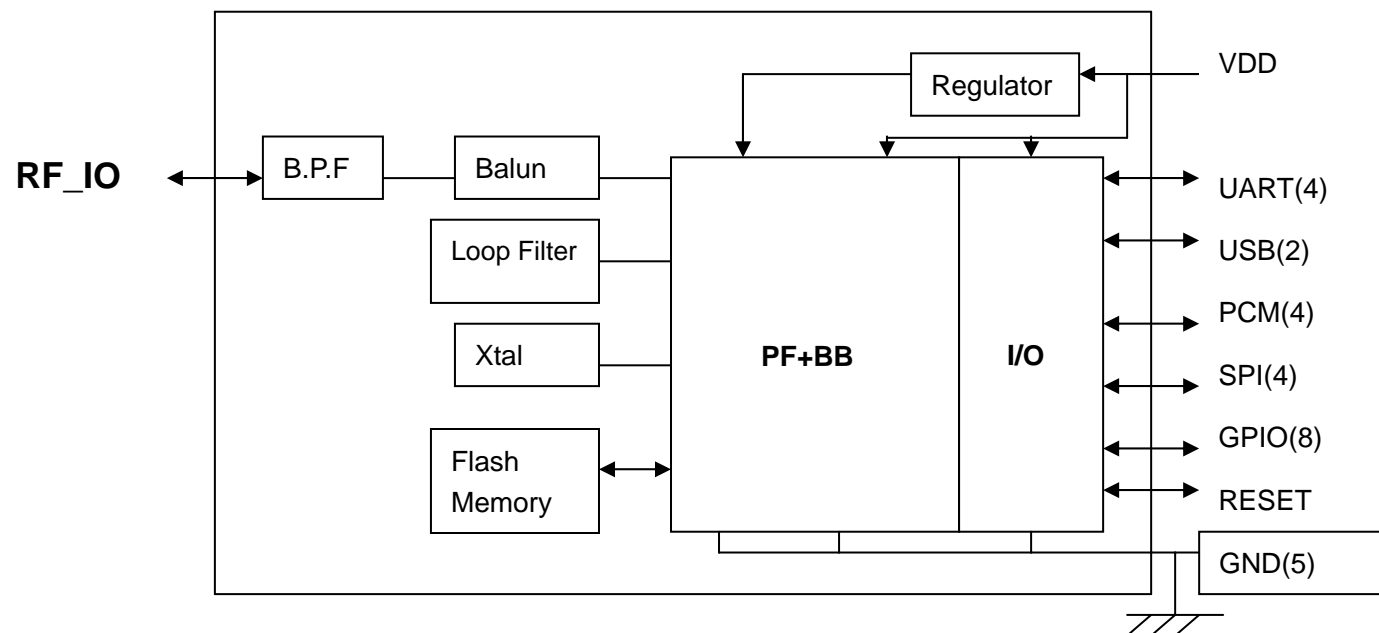 VDD
Regulator
RF_IO
B.P.F
Balun
UART(4)
Loop Filter
USB(2)
PCM(4)
Xtal
PF+BB
I/O
SPI(4)
GPIO(8)
Flash
Memory
RESET
GND(5)